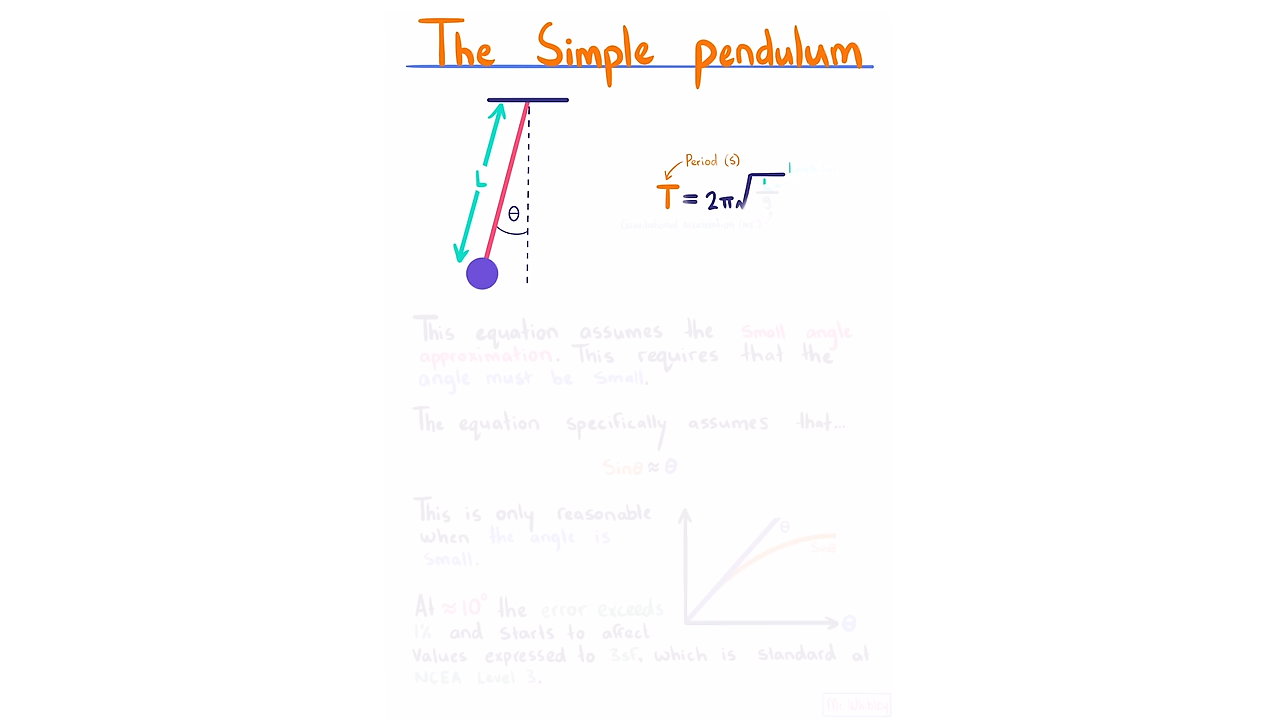 The Simple pendulum
L
θ
Period (s)
T = 2π√
g
This equation assumes the small angle
approximation. This requires that the
angle must be small.
The equation specifically assumes that...
Sinθ ≈ θ
This is only reasonable
when the angle is
small.
θ
θ
At ≈ 10° the error exceeds
1% and starts to affect
values expressed to 3sf, which is standard at
NCEA Level 3.